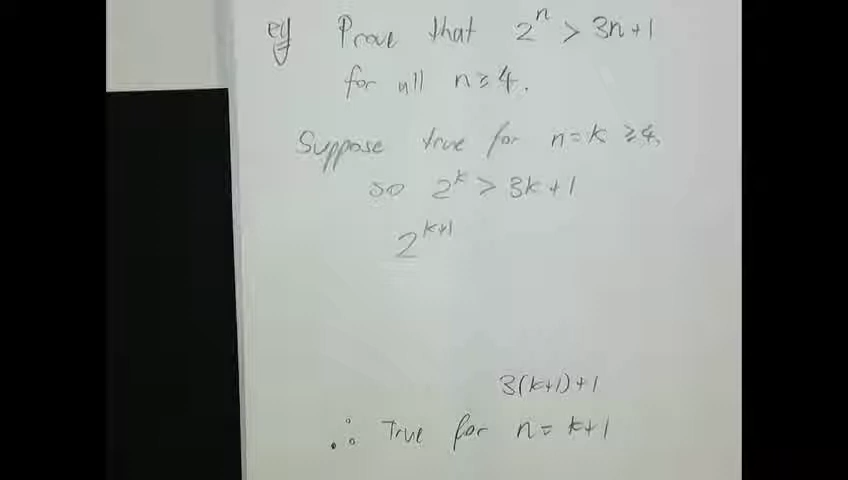 eg Prove that 2^n > 3n+1
for all n ≥ 4.
Suppose true for n = k ≥ 4,
so 2^k > 3k+1
2^{k+1}
3(k+1)+1
∴ True for n = k+1